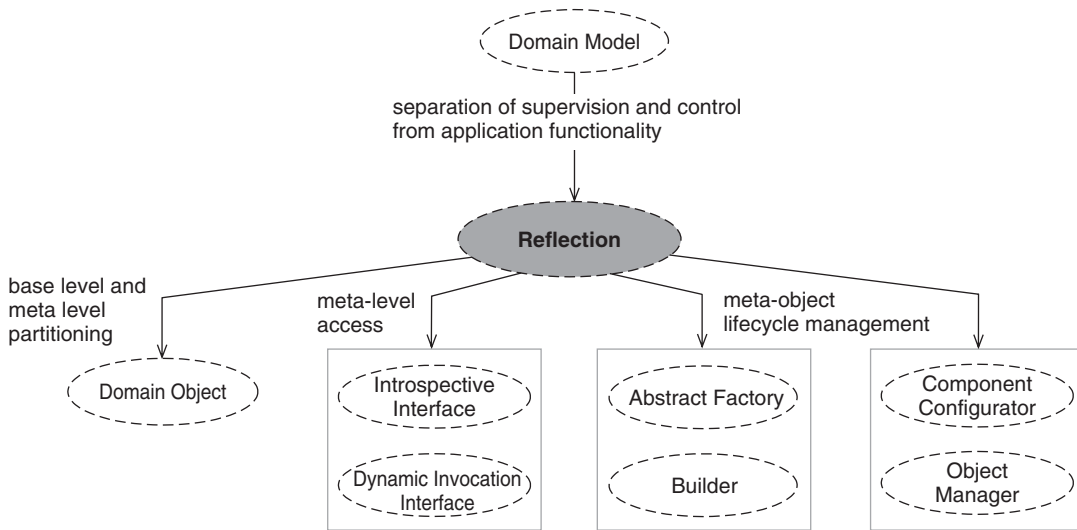 Domain Model
separation of supervision and control
from application functionality
Reflection
base level and
meta level
partitioning
meta-level
access
meta-object
lifecycle management
Domain Object
Introspective
Interface
Abstract Factory
Component
Configurator
Dynamic Invocation
Interface
Builder
Object
Manager